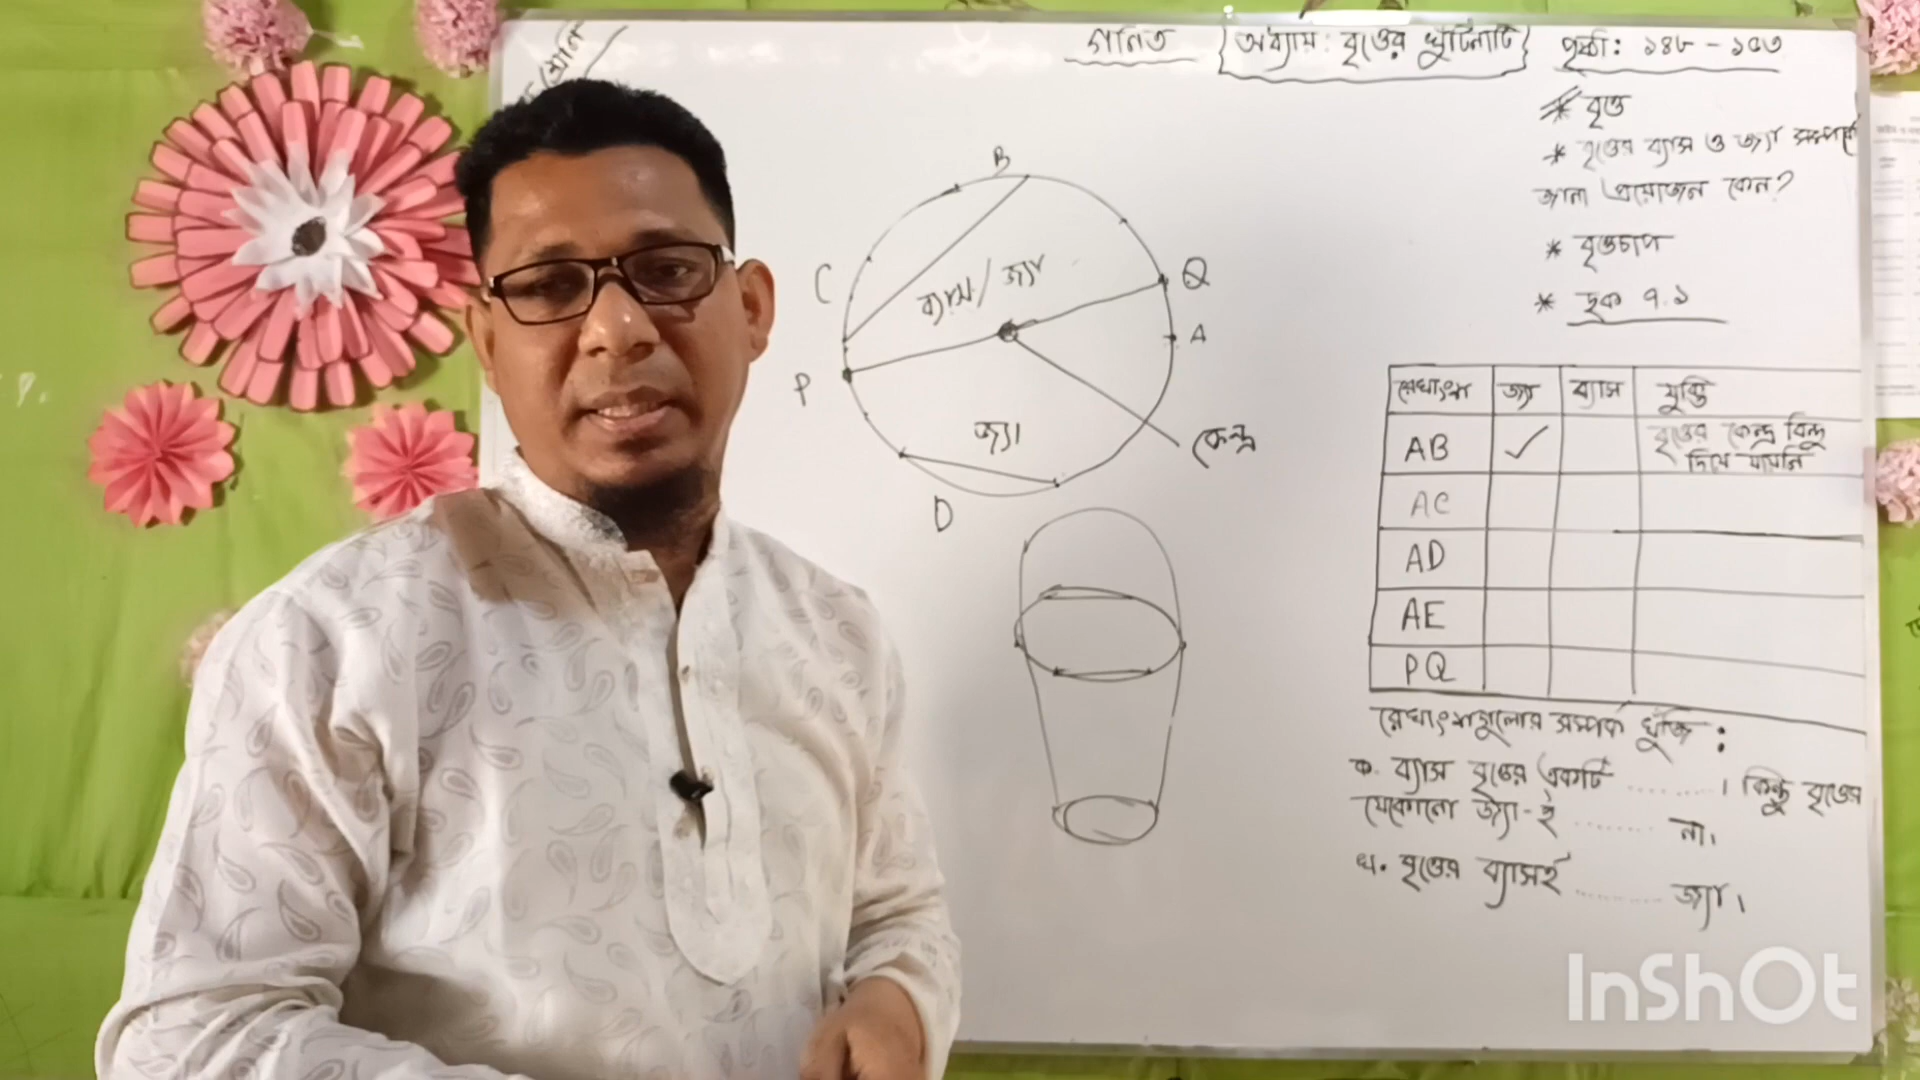 শ্রেণি
গনিত {অধ্যায়: বৃত্তের খুটিনাটি} পৃষ্ঠা: ১৪৮ - ১৫৩
* বৃত্ত
* বৃত্তের ব্যাস ও জ্যা সম্পর্কে
জানা প্রয়োজন কেন?
* বৃত্তচাপ
* ছক ৭.১
B
C
Q
A
P
D
ব্যাস/জ্যা
জ্যা
কেন্দ্র
রেখাংশ জ্যা ব্যাস যুক্তি
AB ✓ বৃত্তের কেন্দ্র বিন্দু
দিয়ে যায়নি
AC
AD
AE
PQ
রেখাংশগুলোর সম্পর্ক খুঁজি:
ক. ব্যাস বৃত্তের একটি .......... । কিন্তু বৃত্তের
যেকোনো জ্যা-ই ........ না।
খ. বৃত্তের ব্যাসই .......... জ্যা।
InShOt